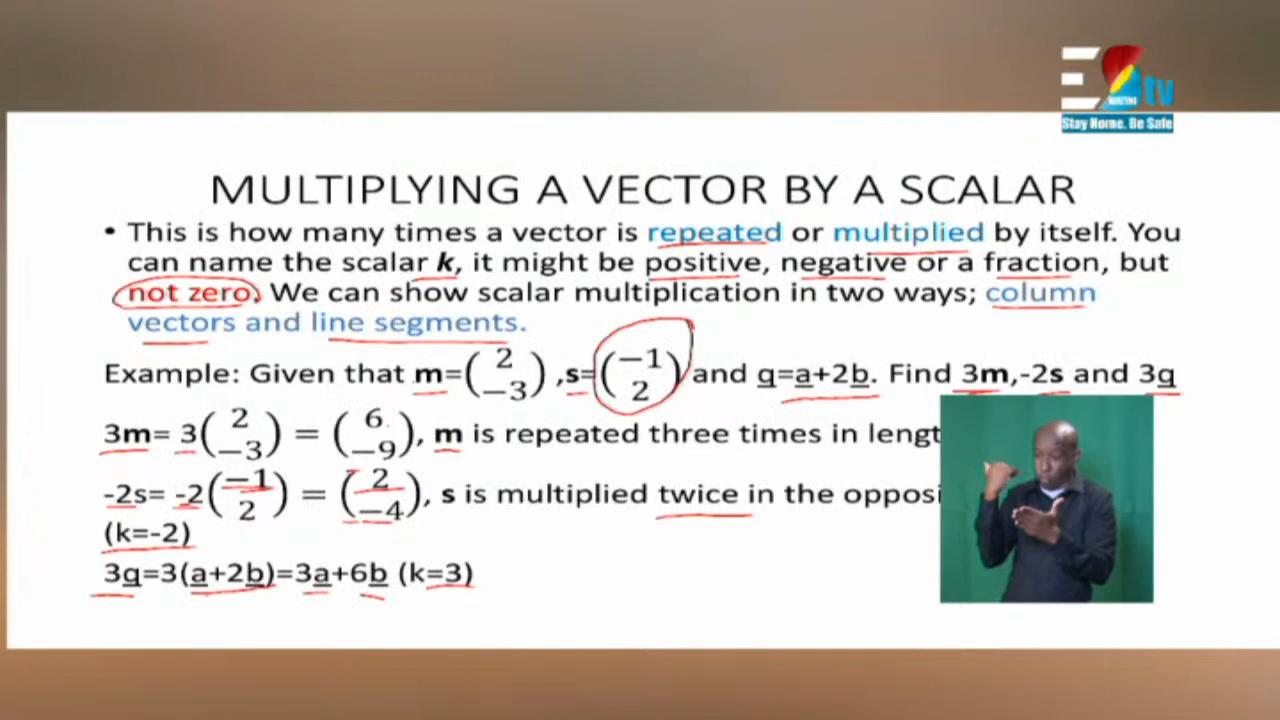 E tv
Stay Home. Be Safe
MULTIPLYING A VECTOR BY A SCALAR
• This is how many times a vector is repeated or multiplied by itself. You
can name the scalar k, it might be positive, negative or a fraction, but
not zero. We can show scalar multiplication in two ways; column
vectors and line segments.
Example: Given that m=(2 −3) ,s=(−1 2) and q=a+2b. Find 3m,-2s and 3q
3m= 3(2 −3) = (6 −9), m is repeated three times in
-2s= -2(−1 2) = (2 −4), s is multiplied twice in the
(k=-2)
3q=3(a+2b)=3a+6b (k=3)